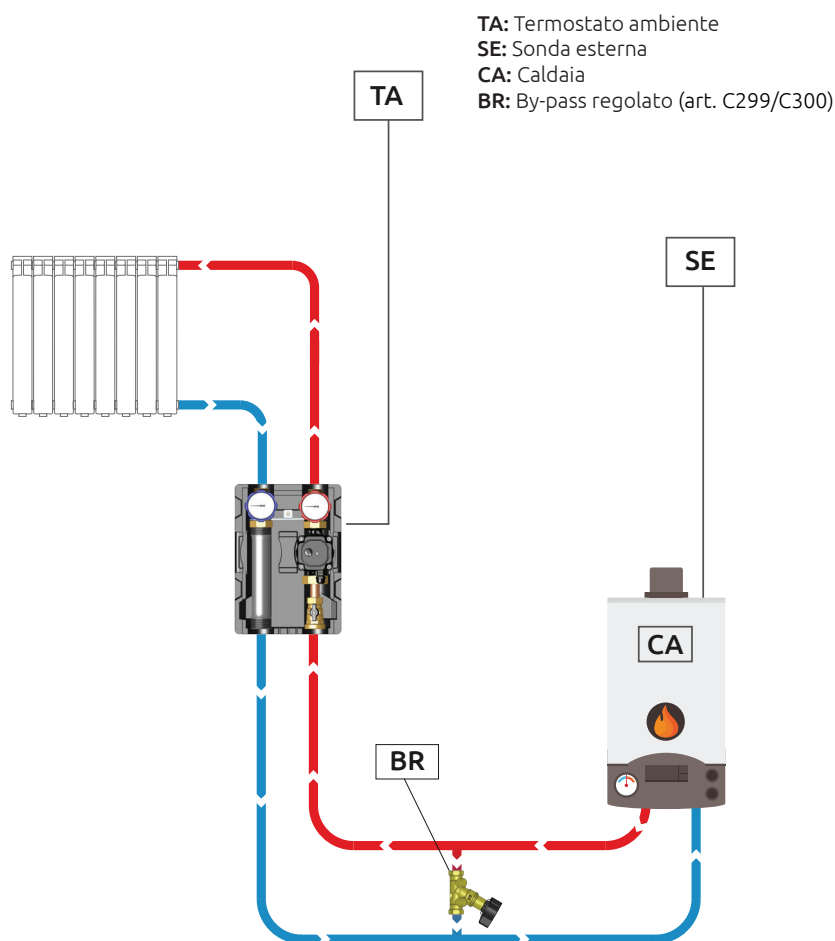 TA: Termostato ambiente
SE: Sonda esterna
CA: Caldaia
BR: By-pass regolato (art. C299/C300)
TA
SE
CA
BR